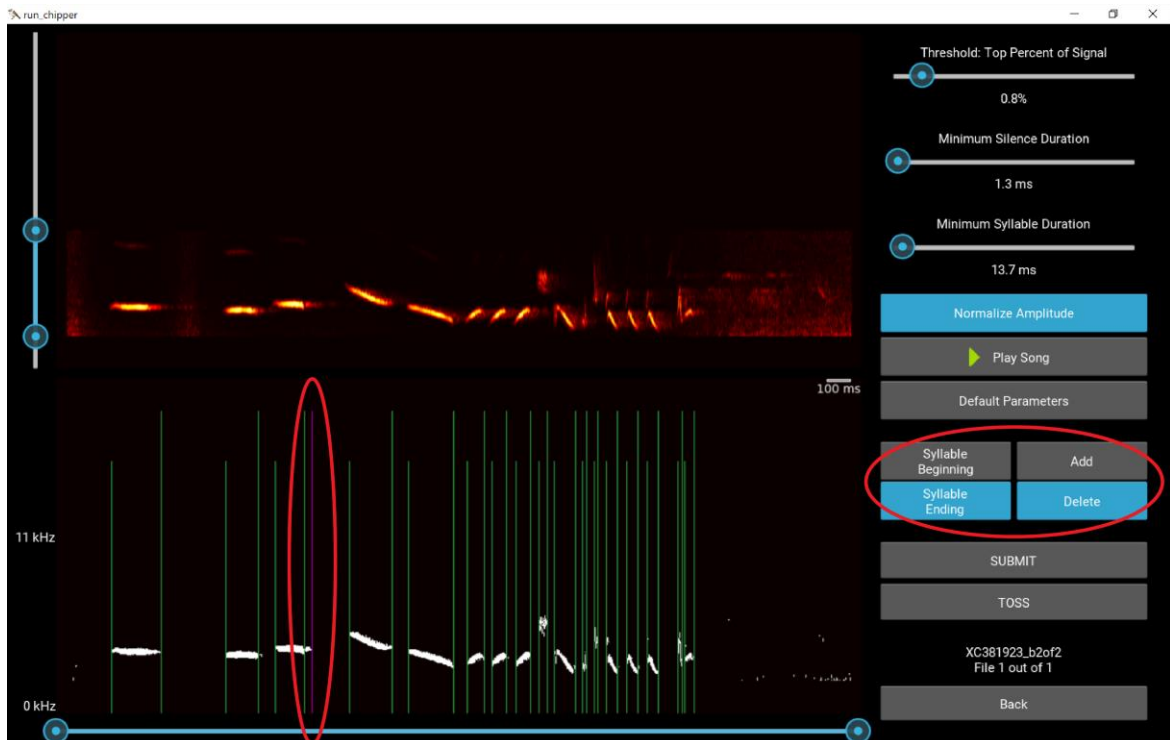 run_chipper
Threshold: Top Percent of Signal
0.8%
Minimum Silence Duration
1.3 ms
Minimum Syllable Duration
13.7 ms
Normalize Amplitude
Play Song
100 ms
Default Parameters
Syllable
Beginning
Add
Syllable
Ending
Delete
11 kHz
SUBMIT
TOSS
XC381923_b2of2
File 1 out of 1
0 kHz
Back